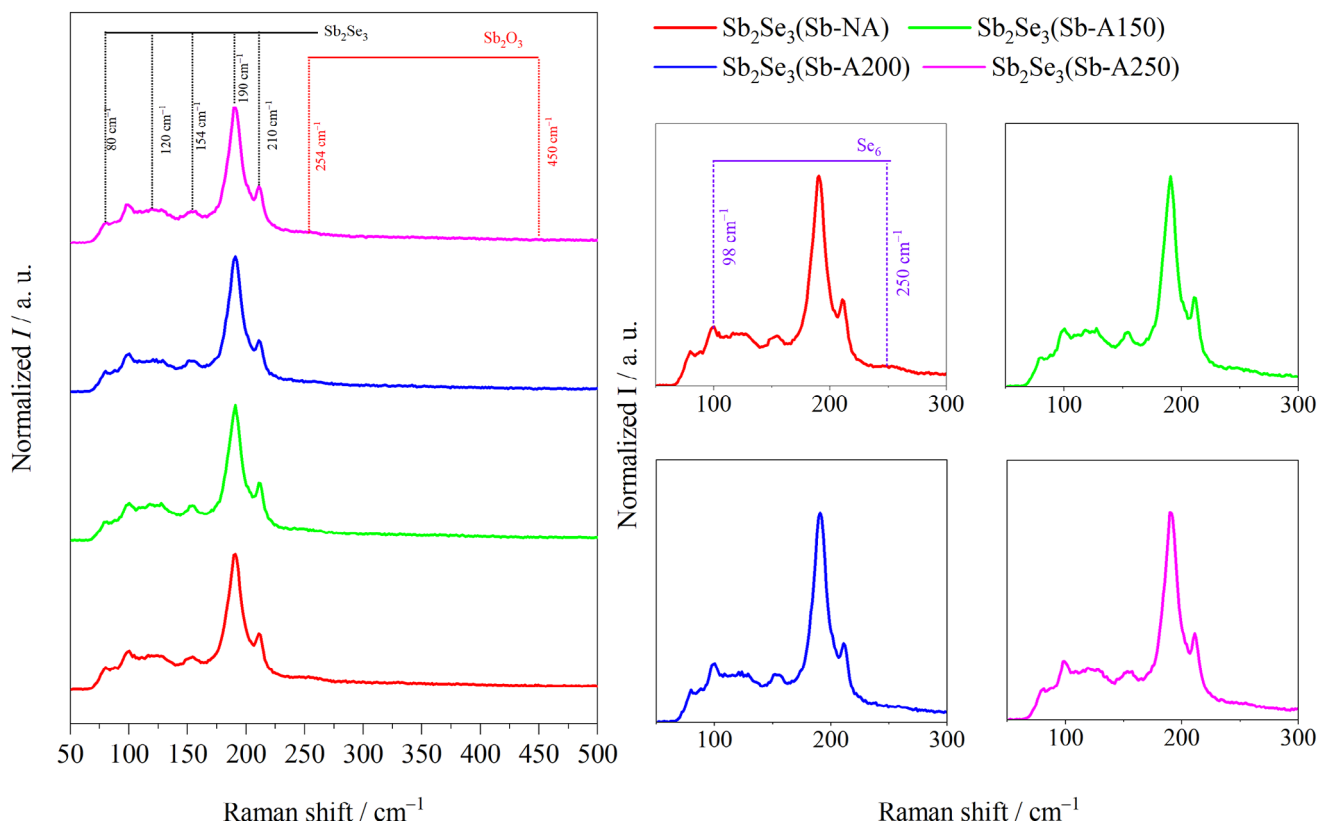 Sb₂Se₃
Sb₂O₃
80 cm⁻¹
120 cm⁻¹
154 cm⁻¹
190 cm⁻¹
210 cm⁻¹
254 cm⁻¹
450 cm⁻¹
Normalized I / a. u.
50 100 150 200 250 300 350 400 450 500
Raman shift / cm⁻¹
Sb₂Se₃(Sb-NA) Sb₂Se₃(Sb-A150)
Sb₂Se₃(Sb-A200) Sb₂Se₃(Sb-A250)
Se₆
98 cm⁻¹
250 cm⁻¹
100 200 300
100 200 300
Normalized I / a. u.
100 200 300
100 200 300
Raman shift / cm⁻¹